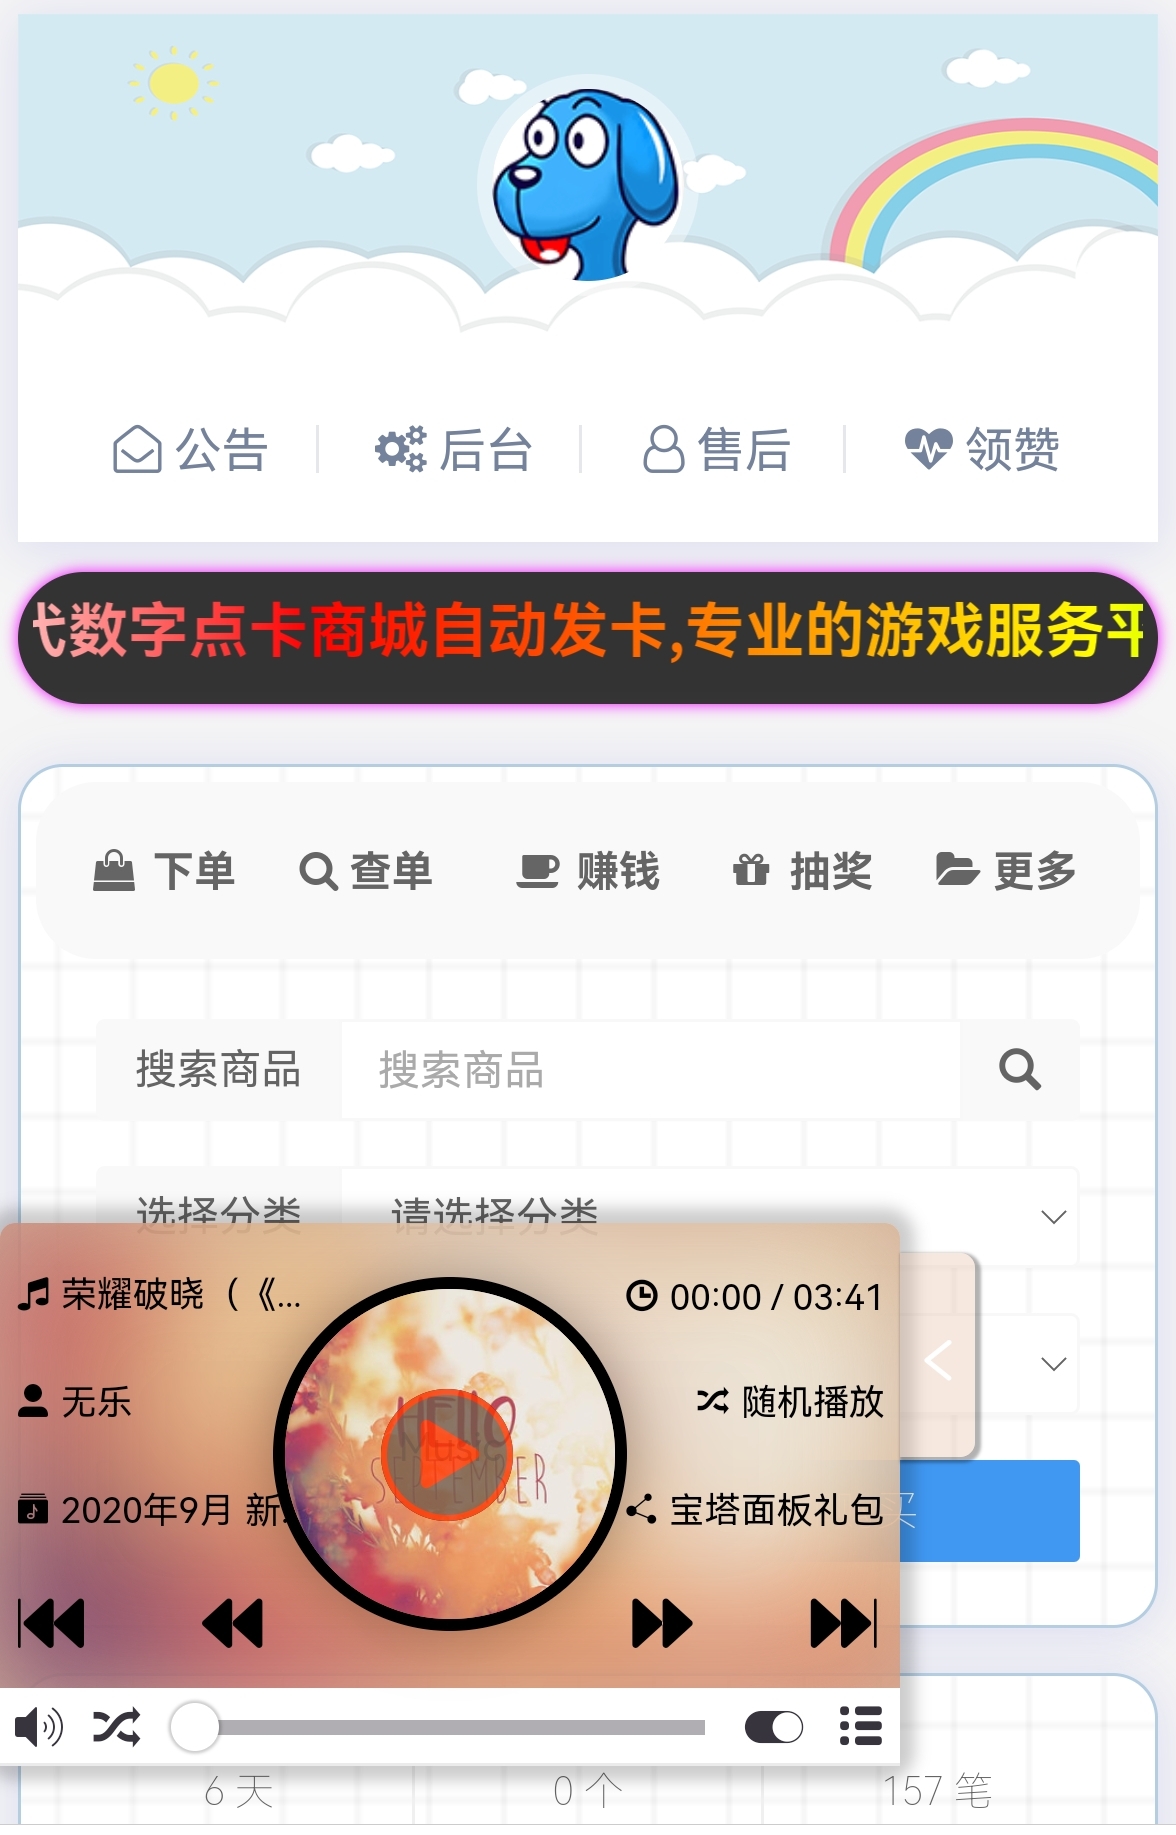 公告 后台 售后 领赞
数字点卡商城自动发卡,专业的游戏服务平
下单 查单 赚钱 抽奖 更多
搜索商品 搜索商品
选择分类 请选择分类
荣耀破晓（《... 00:00 / 03:41
无乐 随机播放
HELLO
Music
SEPTEMBER
2020年9月 新 宝塔面板礼包
买
6 天 0 个 157 笔